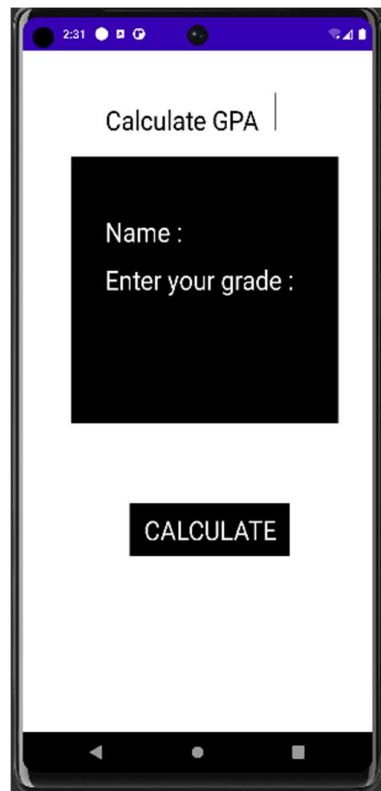 2:31
Calculate GPA
Name :
Enter your grade :
CALCULATE